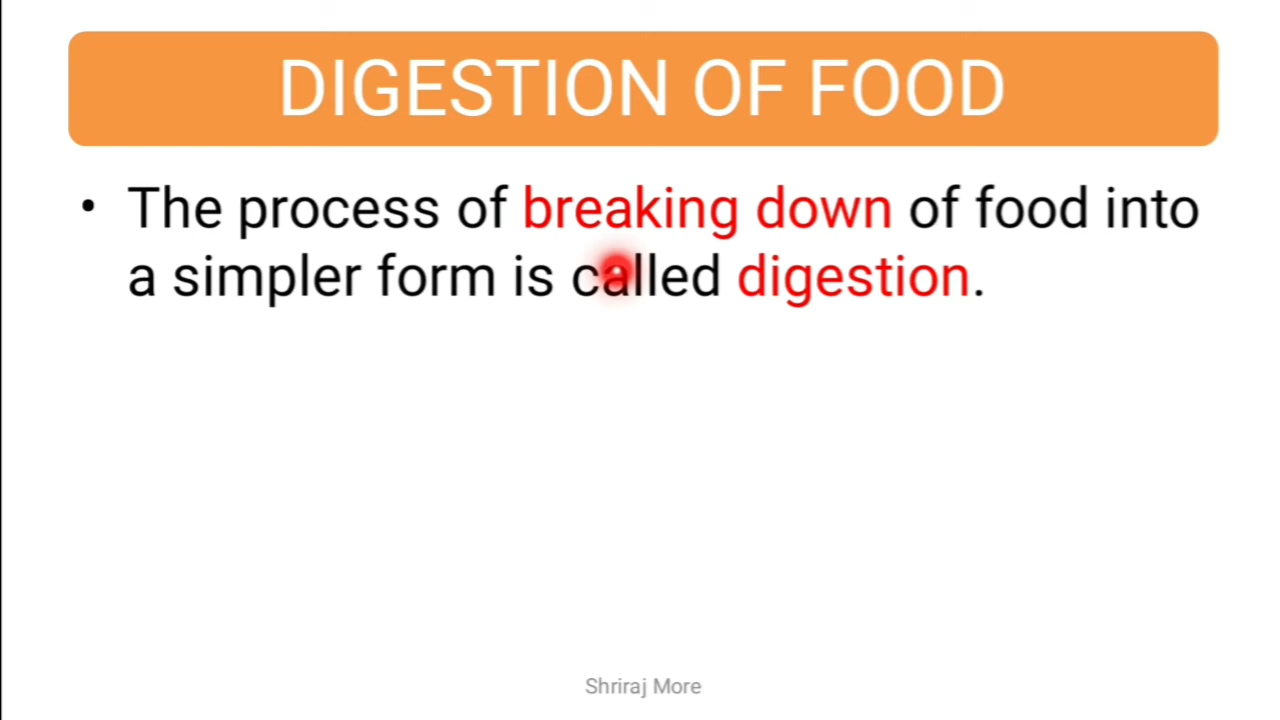 DIGESTION OF FOOD
• The process of breaking down of food into
a simpler form is called digestion.
Shriraj More